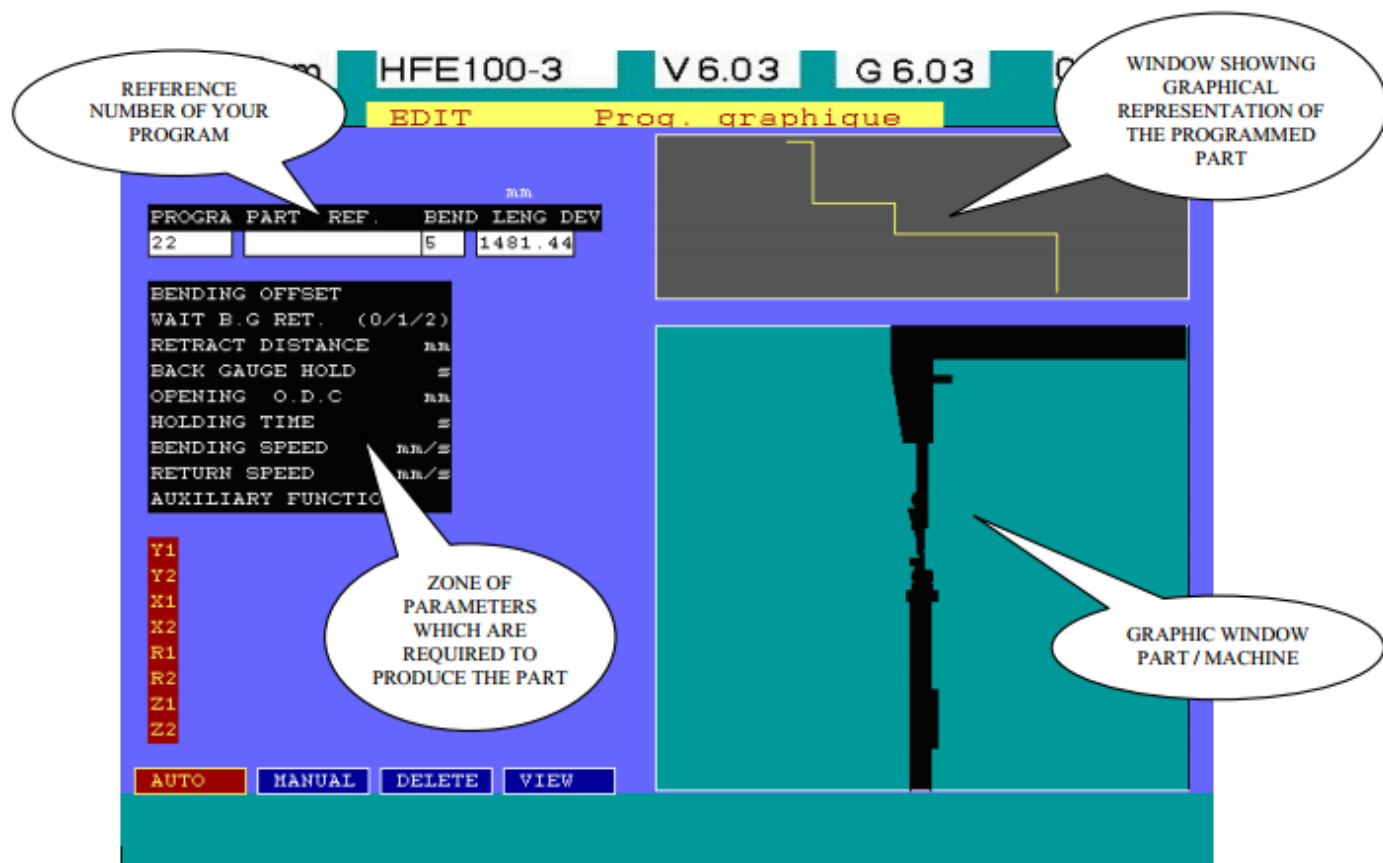 HFE100-3 V 6.03 G 6.03
EDIT Prog. graphique
REFERENCE
NUMBER OF YOUR
PROGRAM
WINDOW SHOWING
GRAPHICAL
REPRESENTATION OF
THE PROGRAMMED
PART
mm
PROGRA PART REF. BEND LENG DEV
22 5 1481.44
BENDING OFFSET
WAIT B.G RET. (0/1/2)
RETRACT DISTANCE mm
BACK GAUGE HOLD s
OPENING O.D.C mm
HOLDING TIME s
BENDING SPEED mm/s
RETURN SPEED mm/s
AUXILIARY FUNCTIO
Y1
Y2
X1
X2
R1
R2
Z1
Z2
ZONE OF
PARAMETERS
WHICH ARE
REQUIRED TO
PRODUCE THE PART
GRAPHIC WINDOW
PART / MACHINE
AUTO MANUAL DELETE VIEW